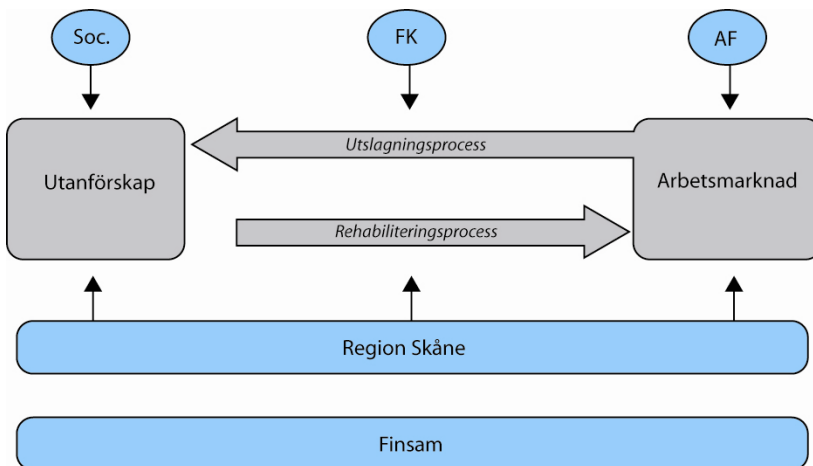 Soc.
FK
AF
Utslagningsprocess
Utanförskap
Arbetsmarknad
Rehabiliteringsprocess
Region Skåne
Finsam